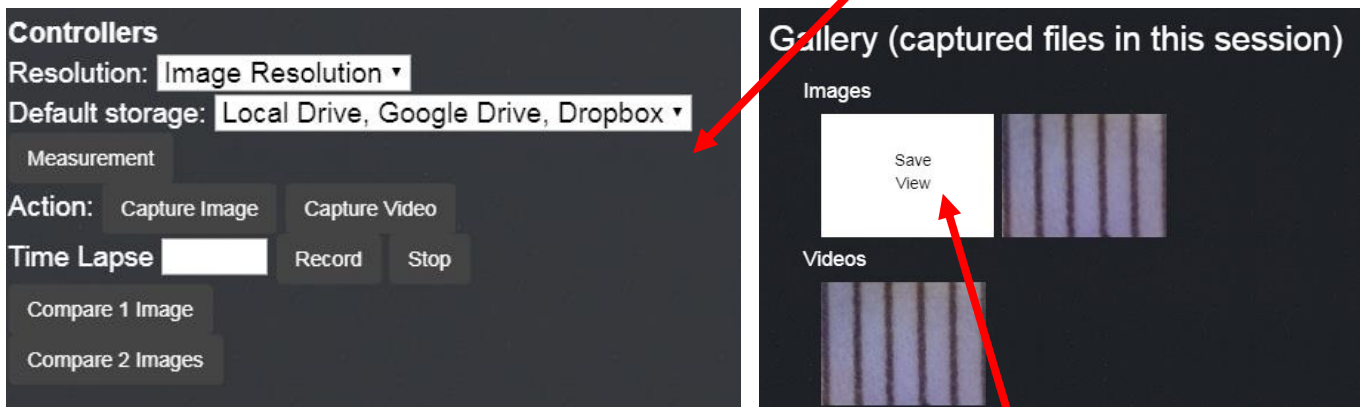 Controllers
Resolution: Image Resolution
Default storage: Local Drive, Google Drive, Dropbox
Measurement
Action: Capture Image Capture Video
Time Lapse Record Stop
Compare 1 Image
Compare 2 Images
Gallery (captured files in this session)
Images
Save
View
Videos